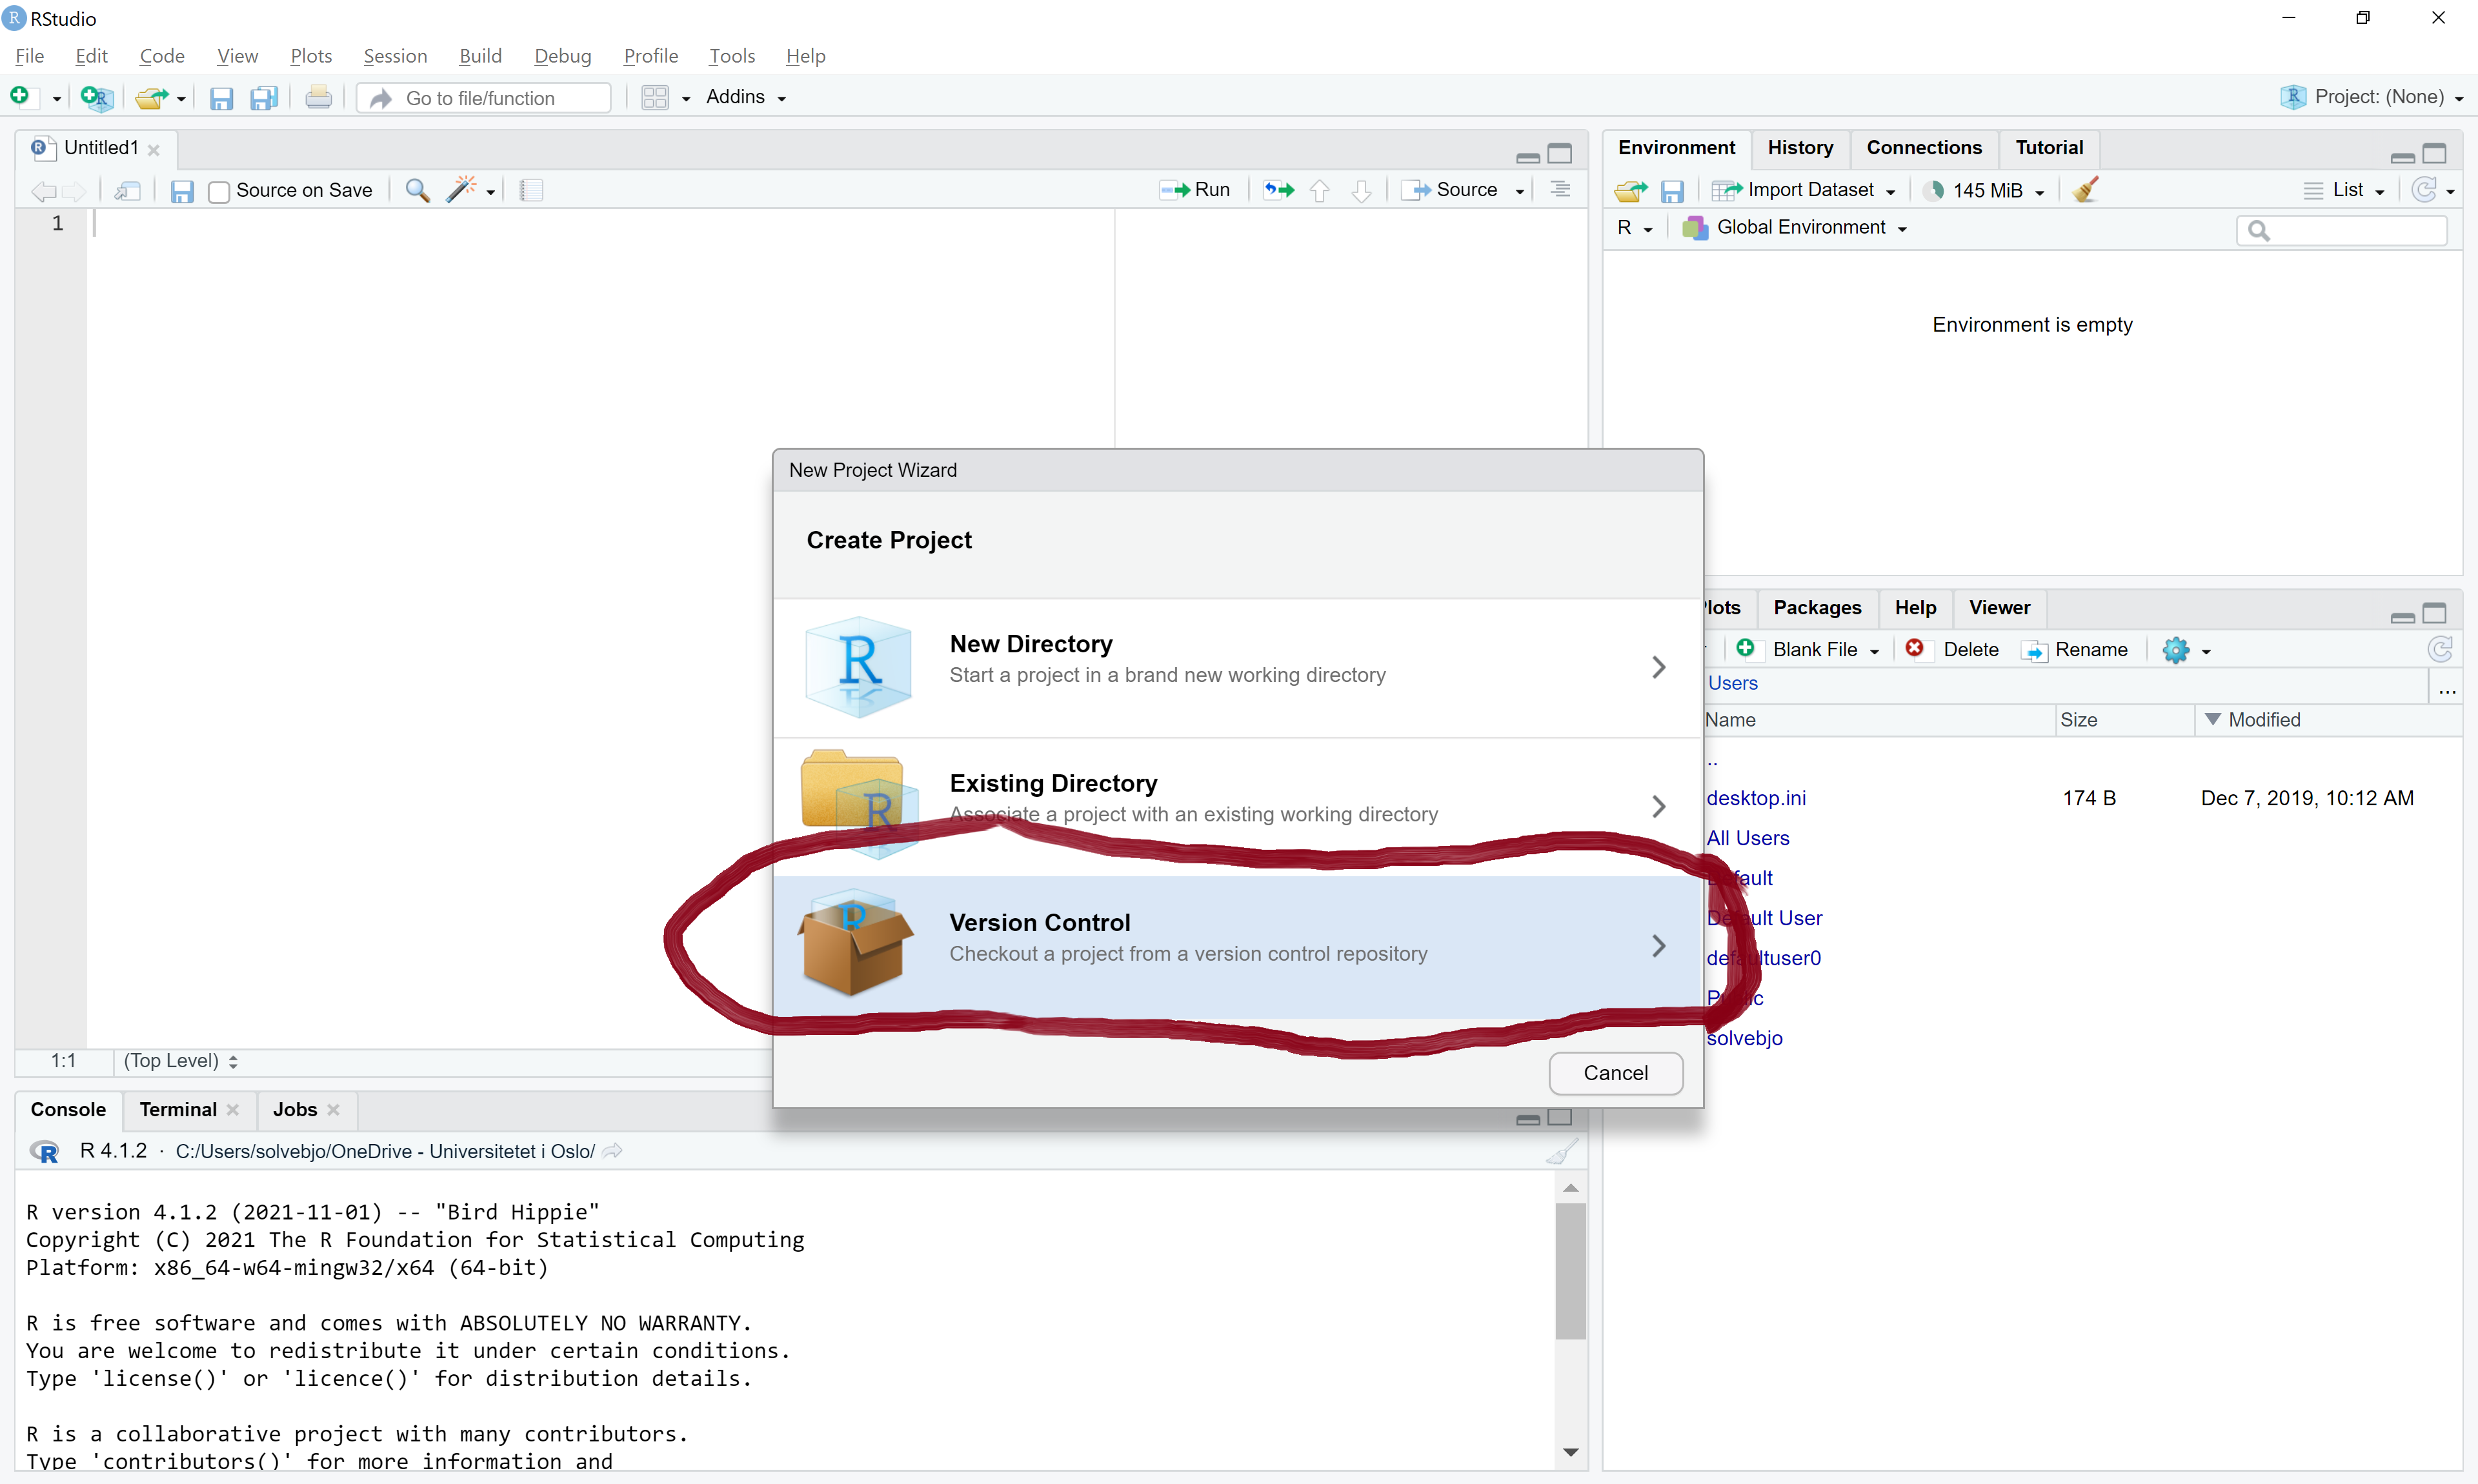 RStudio
File Edit Code View Plots Session Build Debug Profile Tools Help
Go to file/function Addins Project: (None)
Untitled1
Source on Save Run Source
1
Environment History Connections Tutorial
Import Dataset 145 MiB List
R Global Environment
Environment is empty
New Project Wizard
Create Project
New Directory
Start a project in a brand new working directory
Existing Directory
Associate a project with an existing working directory
Version Control
Checkout a project from a version control repository
Cancel
lots Packages Help Viewer
Blank File Delete Rename
Users ...
Name Size Modified
..
desktop.ini 174 B Dec 7, 2019, 10:12 AM
All Users
Default
Default User
defaultuser0
Public
solvebjo
1:1 (Top Level)
Console Terminal Jobs
R 4.1.2 · C:/Users/solvebjo/OneDrive - Universitetet i Oslo/
R version 4.1.2 (2021-11-01) -- "Bird Hippie"
Copyright (C) 2021 The R Foundation for Statistical Computing
Platform: x86_64-w64-mingw32/x64 (64-bit)
R is free software and comes with ABSOLUTELY NO WARRANTY.
You are welcome to redistribute it under certain conditions.
Type 'license()' or 'licence()' for distribution details.
R is a collaborative project with many contributors.
Type 'contributors()' for more information and